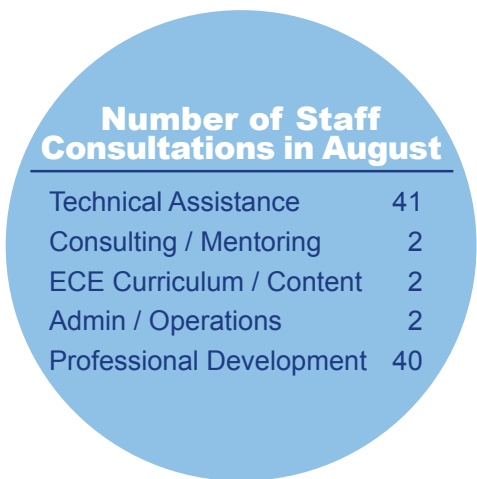 Number of Staff
Consultations in August
Technical Assistance 41
Consulting / Mentoring 2
ECE Curriculum / Content 2
Admin / Operations 2
Professional Development 40